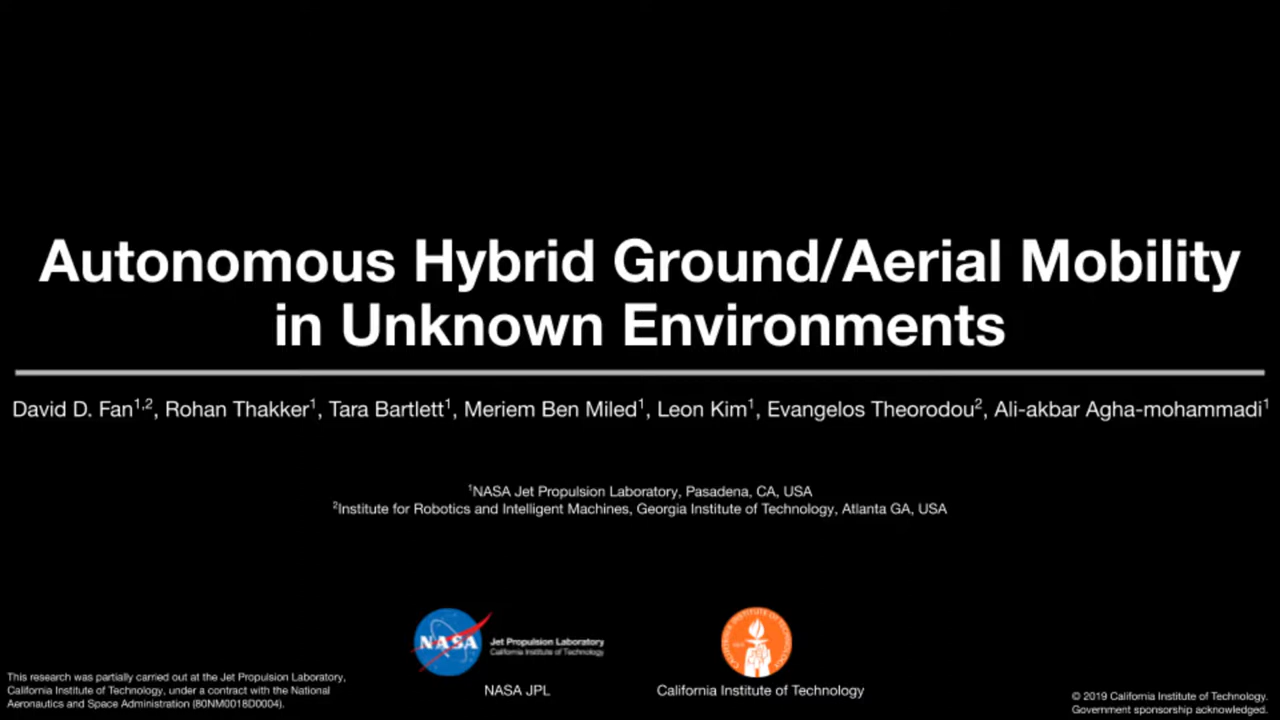 Autonomous Hybrid Ground/Aerial Mobility
in Unknown Environments
David D. Fan1,2, Rohan Thakker1, Tara Bartlett1, Meriem Ben Miled1, Leon Kim1, Evangelos Theorodou2, Ali-akbar Agha-mohammadi1
1NASA Jet Propulsion Laboratory, Pasadena, CA, USA
2Institute for Robotics and Intelligent Machines, Georgia Institute of Technology, Atlanta GA, USA
NASA
Jet Propulsion Laboratory
California Institute of Technology
NASA JPL
California Institute of Technology
This research was partially carried out at the Jet Propulsion Laboratory,
California Institute of Technology, under a contract with the National
Aeronautics and Space Administration (80NM0018D0004).
© 2019 California Institute of Technology.
Government sponsorship acknowledged.